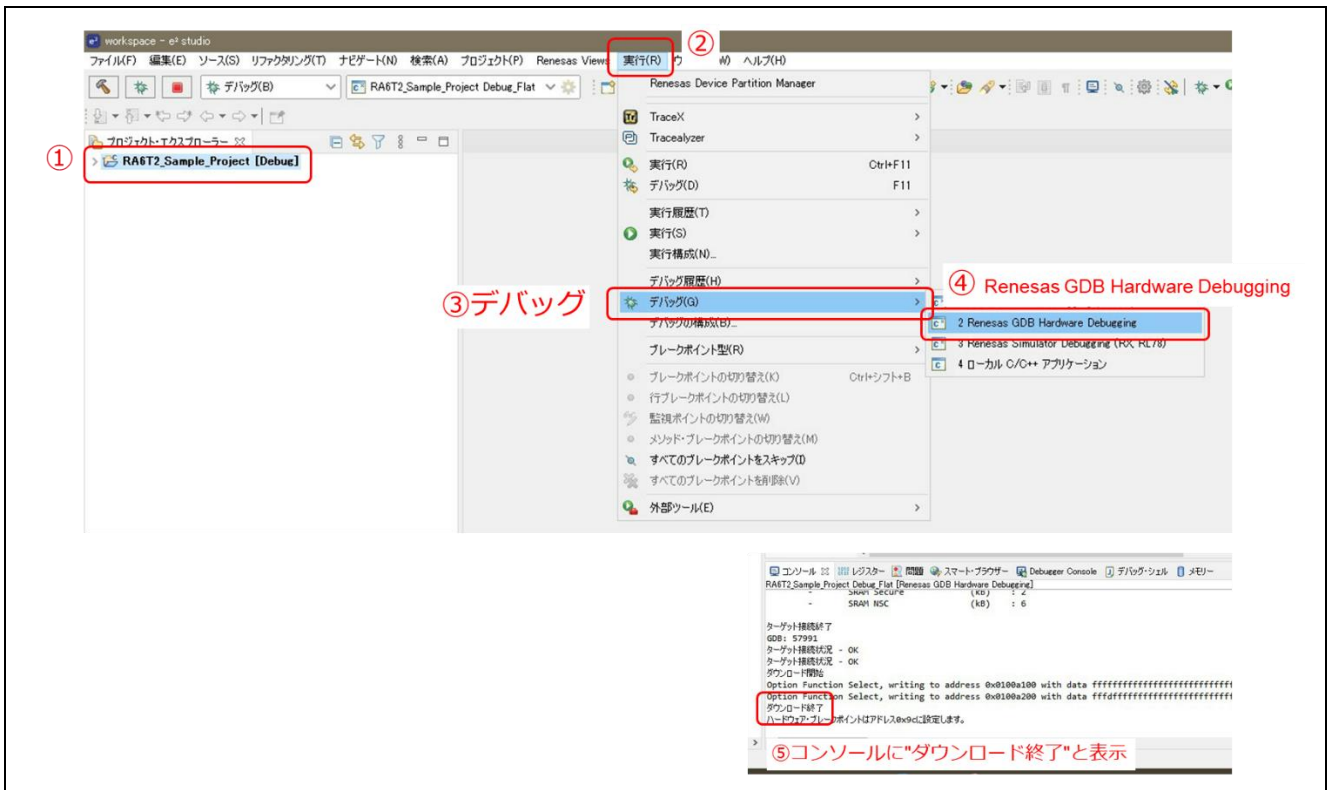 workspace - e² studio
②
ファイル(F) 編集(E) ソース(S) リファクタリング(T) ナビゲート(N) 検索(A) プロジェクト(P) Renesas Views 実行(R) ウ W) ヘルプ(H)
デバッグ(B) RA6T2_Sample_Project Debug_Flat
プロジェクト・エクスプローラー
①
RA6T2_Sample_Project [Debug]
Renesas Device Partition Manager
TraceX
Tracealyzer
実行(R) Ctrl+F11
デバッグ(D) F11
実行履歴(T)
実行(S)
実行構成(N)...
デバッグ履歴(H)
③デバッグ
デバッグ(G)
デバッグの構成(B)...
④ Renesas GDB Hardware Debugging
2 Renesas GDB Hardware Debugging
3 Renesas Simulator Debugging (RX, RL78)
4 ローカル C/C++ アプリケーション
ブレークポイント型(R)
ブレークポイントの切り替え(K) Ctrl+シフト+B
行ブレークポイントの切り替え(L)
監視ポイントの切り替え(W)
メソッド・ブレークポイントの切り替え(M)
すべてのブレークポイントをスキップ(I)
すべてのブレークポイントを削除(V)
外部ツール(E)
コンソール レジスター 問題 スマート・ブラウザー Debugger Console デバッグ・シェル メモリー
RA6T2_Sample_Project Debug_Flat [Renesas GDB Hardware Debugging]
- SRAM Secure (kB) : 2
- SRAM NSC (kB) : 6
ターゲット接続終了
GDB: 57991
ターゲット接続状況 - OK
ターゲット接続状況 - OK
ダウンロード開始
Option Function Select, writing to address 0x0100a100 with data ffffffffffffffffffffffffff
Option Function Select, writing to address 0x0100a200 with data fffdffffffffffffffffffffff
ダウンロード終了
ハードウェア・ブレークポイントはアドレス0x9cに設定します。
⑤コンソールに"ダウンロード終了"と表示